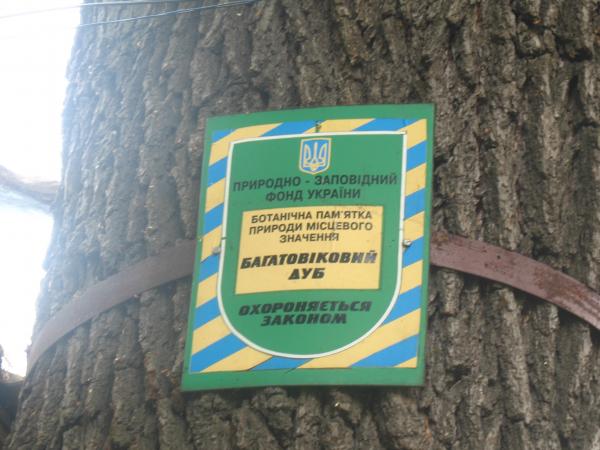 ПРИРОДНО - ЗАПОВІДНИЙ
ФОНД УКРАЇНИ
БОТАНІЧНА ПАМ'ЯТКА
ПРИРОДИ МІСЦЕВОГО
ЗНАЧЕННЯ
БАГАТОВІКОВИЙ
ДУБ
ОХОРОНЯЄТЬСЯ
ЗАКОНОМ